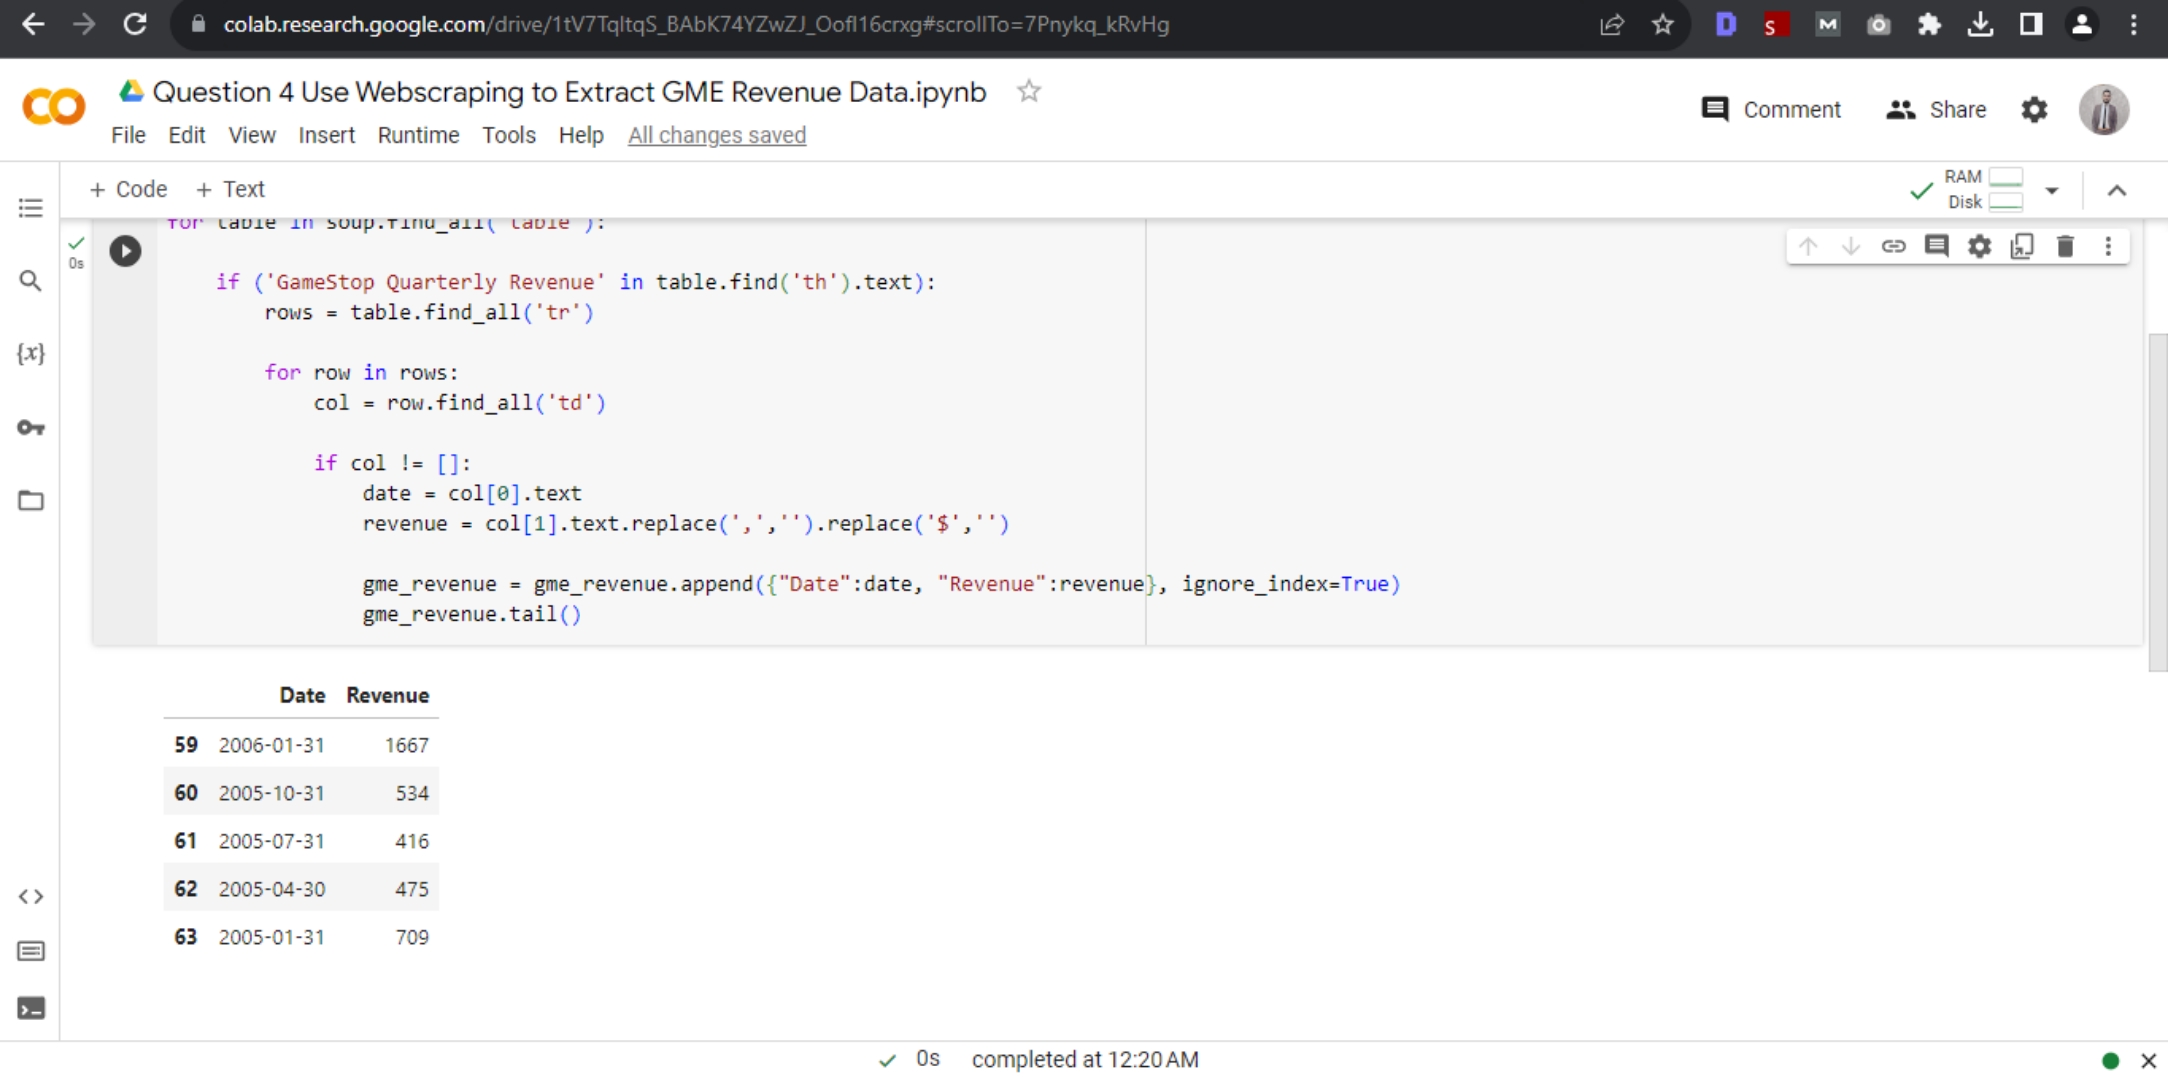 colab.research.google.com/drive/1tV7TqltqS_BAbK74YZwZJ_Oofl16crxg#scrollTo=7Pnykq_kRvHg
Question 4 Use Webscraping to Extract GME Revenue Data.ipynb
Comment
Share
File Edit View Insert Runtime Tools Help All changes saved
+ Code + Text
RAM
Disk
for table in soup.find_all('table'):
0s
if ('GameStop Quarterly Revenue' in table.find('th').text):
rows = table.find_all('tr')
for row in rows:
col = row.find_all('td')
if col != []:
date = col[0].text
revenue = col[1].text.replace(',','').replace('$','')
gme_revenue = gme_revenue.append({"Date":date, "Revenue":revenue}, ignore_index=True)
gme_revenue.tail()
Date Revenue
59 2006-01-31 1667
60 2005-10-31 534
61 2005-07-31 416
62 2005-04-30 475
63 2005-01-31 709
0s completed at 12:20 AM